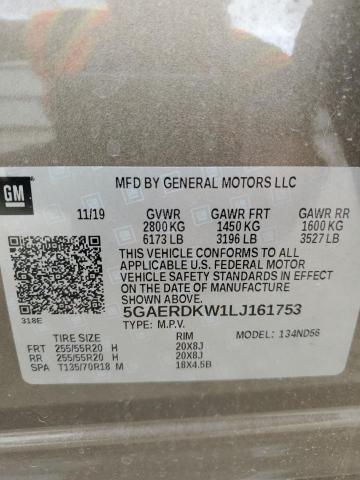 GM
MFD BY GENERAL MOTORS LLC
11/19 GVWR GAWR FRT GAWR RR
2800 KG 1450 KG 1600 KG
6173 LB 3196 LB 3527 LB
THIS VEHICLE CONFORMS TO ALL
APPLICABLE U.S. FEDERAL MOTOR
VEHICLE SAFETY STANDARDS IN EFFECT
ON THE DATE OF MANUFACTURE SHOWN ABOVE.
5GAERDKW1LJ161753
318E TYPE: M.P.V.
TIRE SIZE RIM MODEL: 134ND56
FRT 255/55R20 H 20X8J
RR 255/55R20 H 20X8J
SPA T135/70R18 M 18X4.5B